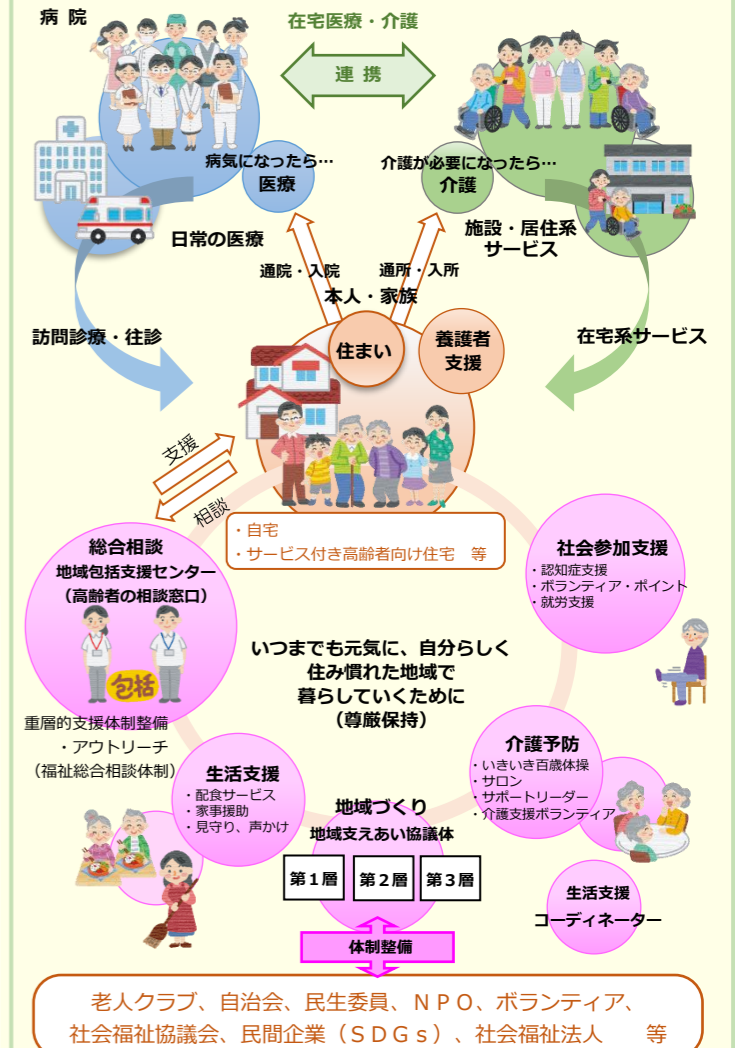 病 院
在宅医療・介護
連 携
病気になったら…
医療
介護が必要になったら…
介護
日常の医療
施設・居住系
サービス
通院・入院
通所・入所
本人・家族
訪問診療・往診
住まい
養護者
支援
在宅系サービス
支援
相談
・自宅
・サービス付き高齢者向け住宅　等
総合相談
地域包括支援センター
（高齢者の相談窓口）
包括
重層的支援体制整備
・アウトリーチ
（福祉総合相談体制）
社会参加支援
・認知症支援
・ボランティア・ポイント
・就労支援
いつまでも元気に、自分らしく
住み慣れた地域で
暮らしていくために
（尊厳保持）
生活支援
・配食サービス
・家事援助
・見守り、声かけ
介護予防
・いきいき百歳体操
・サロン
・サポートリーダー
・介護支援ボランティア
地域づくり
地域支えあい協議体
第１層
第２層
第３層
生活支援
コーディネーター
体制整備
老人クラブ、自治会、民生委員、ＮＰＯ、ボランティア、
社会福祉協議会、民間企業（ＳＤＧｓ）、社会福祉法人　　等